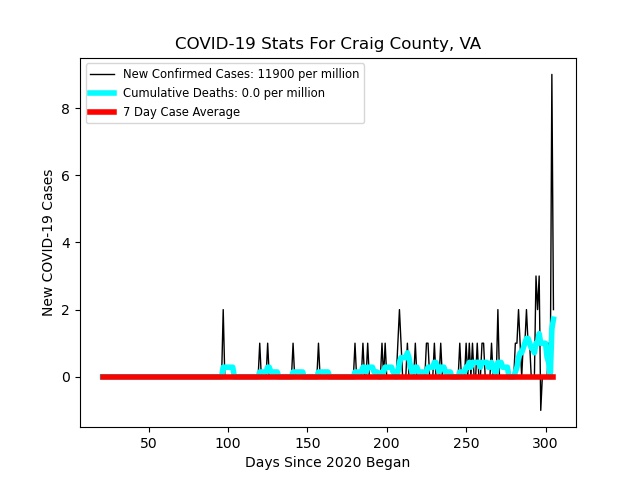 COVID-19 Stats For Craig County, VA
New Confirmed Cases: 11900 per million
Cumulative Deaths: 0.0 per million
7 Day Case Average
New COVID-19 Cases
8
6
4
2
0
50 100 150 200 250 300
Days Since 2020 Began